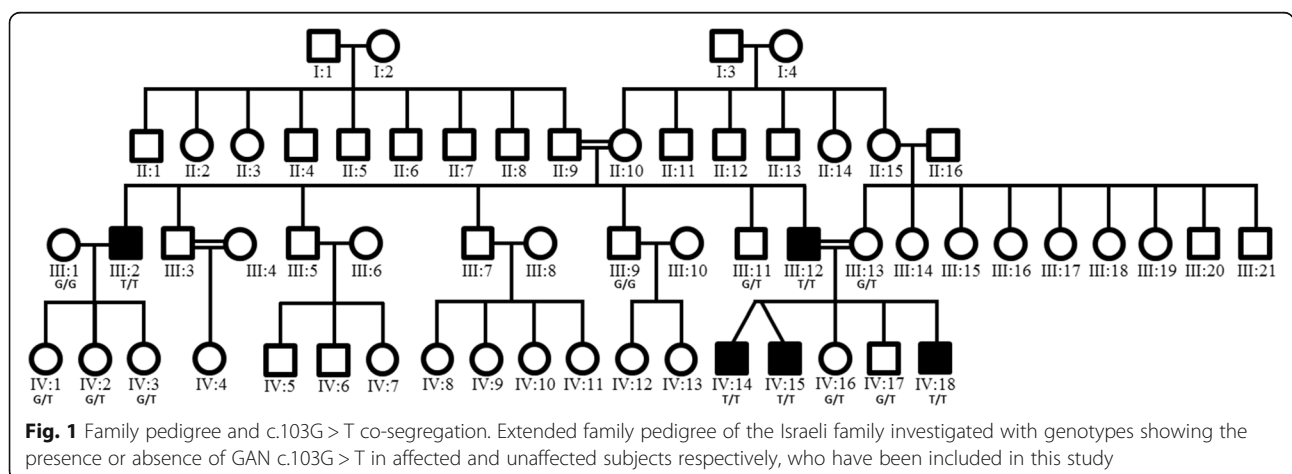 I:1 I:2 I:3 I:4
II:1 II:2 II:3 II:4 II:5 II:6 II:7 II:8 II:9 II:10 II:11 II:12 II:13 II:14 II:15 II:16
III:1 III:2 III:3 III:4 III:5 III:6 III:7 III:8 III:9 III:10 III:11 III:12 III:13 III:14 III:15 III:16 III:17 III:18 III:19 III:20 III:21
G/G T/T G/G G/T T/T G/T
IV:1 IV:2 IV:3 IV:4 IV:5 IV:6 IV:7 IV:8 IV:9 IV:10 IV:11 IV:12 IV:13 IV:14 IV:15 IV:16 IV:17 IV:18
G/T G/T G/T T/T T/T G/T G/T T/T
Fig. 1 Family pedigree and c.103G > T co-segregation. Extended family pedigree of the Israeli family investigated with genotypes showing the
presence or absence of GAN c.103G > T in affected and unaffected subjects respectively, who have been included in this study